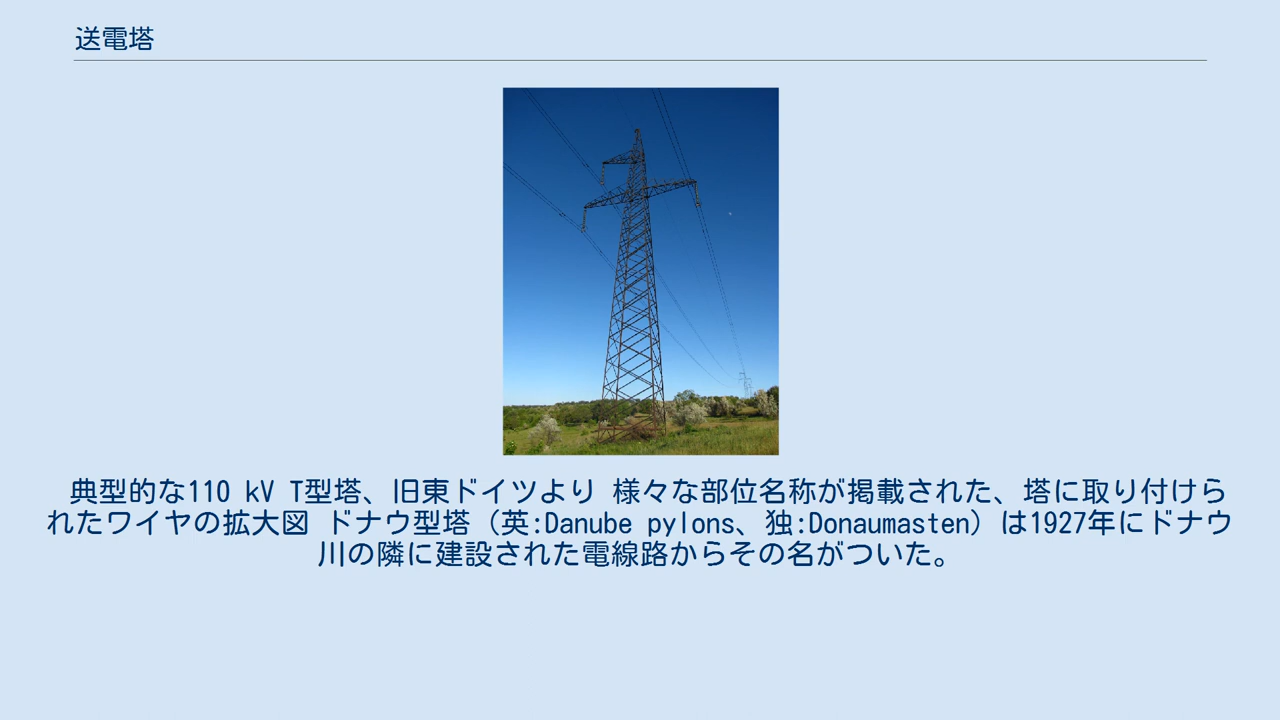 送電塔
典型的な110 kV T型塔、旧東ドイツより 様々な部位名称が掲載された、塔に取り付けら
れたワイヤの拡大図 ドナウ型塔（英:Danube pylons、独:Donaumasten）は1927年にドナウ
川の隣に建設された電線路からその名がついた。